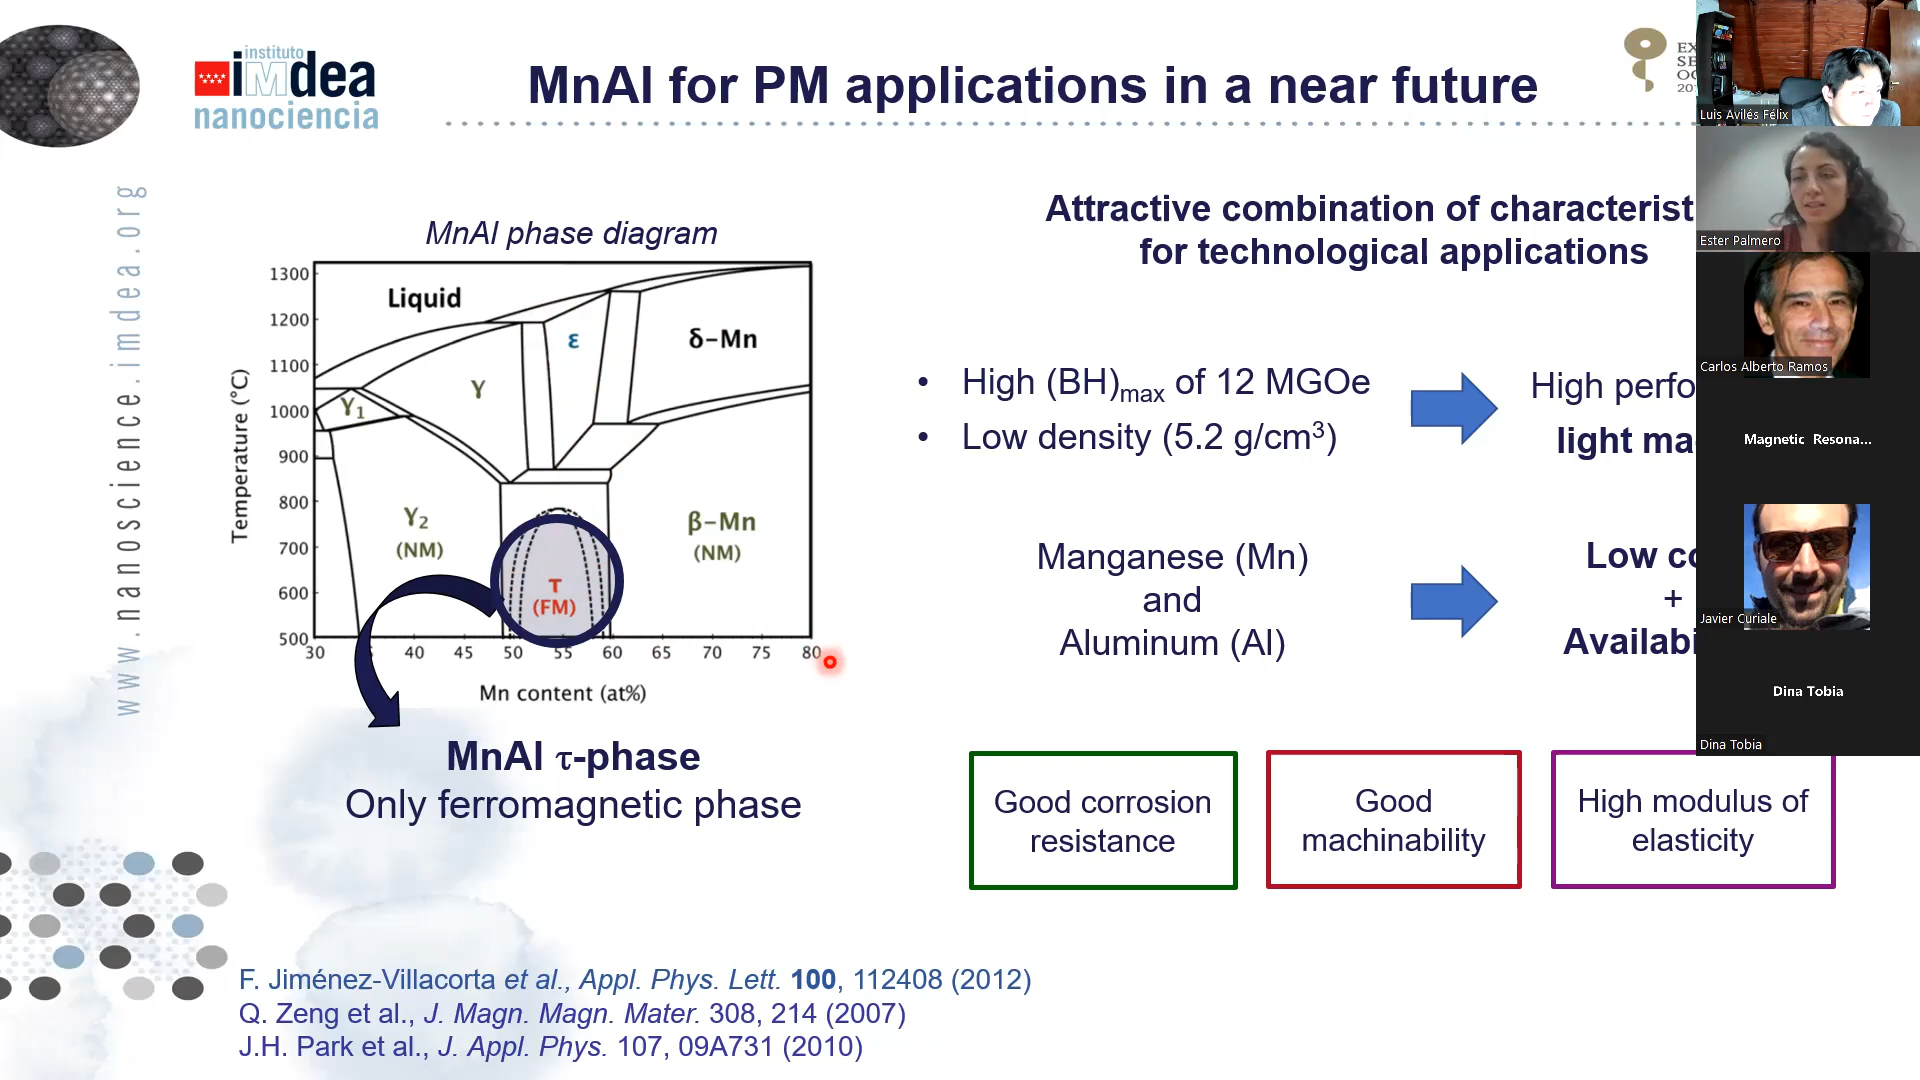 instituto
imdea
nanociencia
MnAl for PM applications in a near future
www.nanoscience.imdea.org
MnAl phase diagram
Attractive combination of characterist
for technological applications
1300
1200
1100
1000
900
800
700
600
500
Temperature (°C)
Liquid
ε
δ-Mn
γ
γ1
γ2
(NM)
β-Mn
(NM)
τ
(FM)
30
40
45
50
55
60
65
70
75
80
Mn content (at%)
MnAl τ-phase
Only ferromagnetic phase
• High (BH)max of 12 MGOe
• Low density (5.2 g/cm³)
High perfo
light ma
Manganese (Mn)
and
Aluminum (Al)
Low co
+
Availabi
Good corrosion
resistance
Good
machinability
High modulus of
elasticity
F. Jiménez-Villacorta et al., Appl. Phys. Lett. 100, 112408 (2012)
Q. Zeng et al., J. Magn. Magn. Mater. 308, 214 (2007)
J.H. Park et al., J. Appl. Phys. 107, 09A731 (2010)
Luis Avilés Félix
Ester Palmero
Carlos Alberto Ramos
Magnetic Resona...
Javier Curiale
Dina Tobia
Dina Tobia